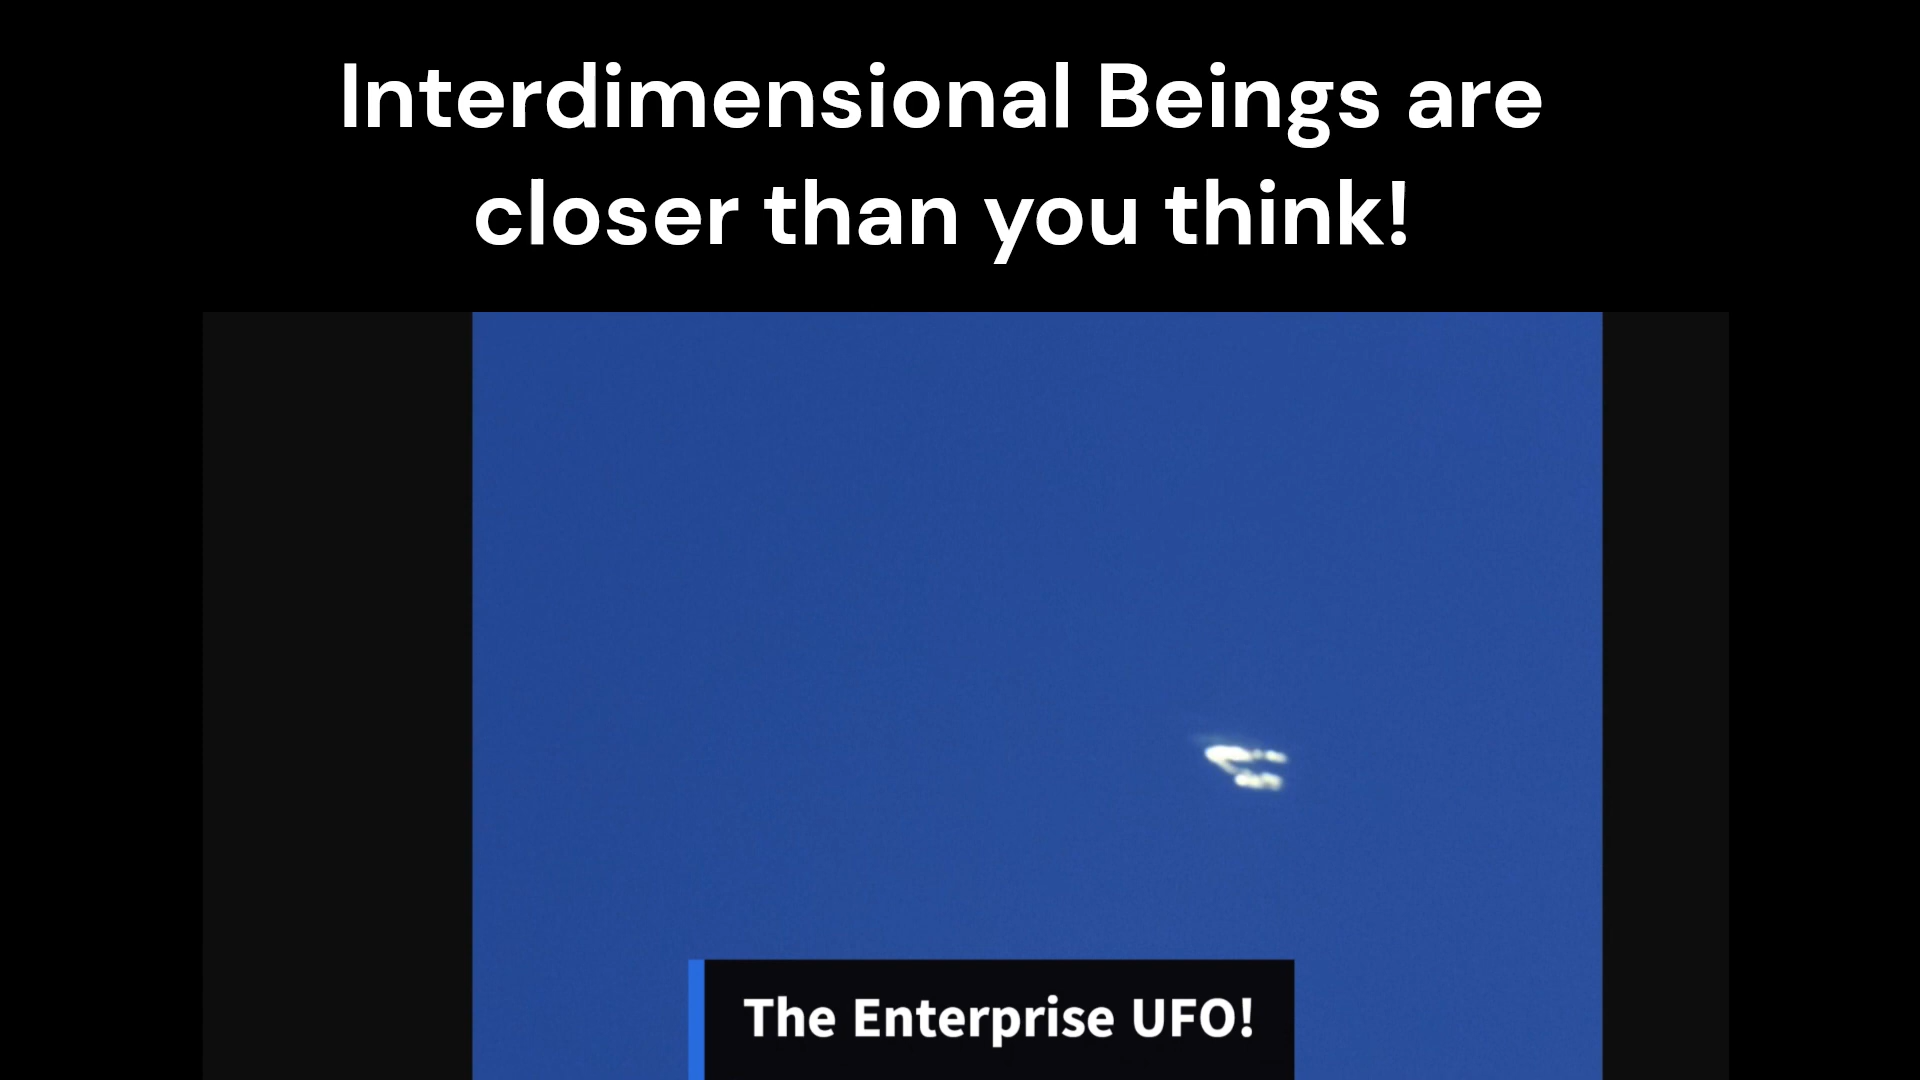 Interdimensional Beings are
closer than you think!
The Enterprise UFO!